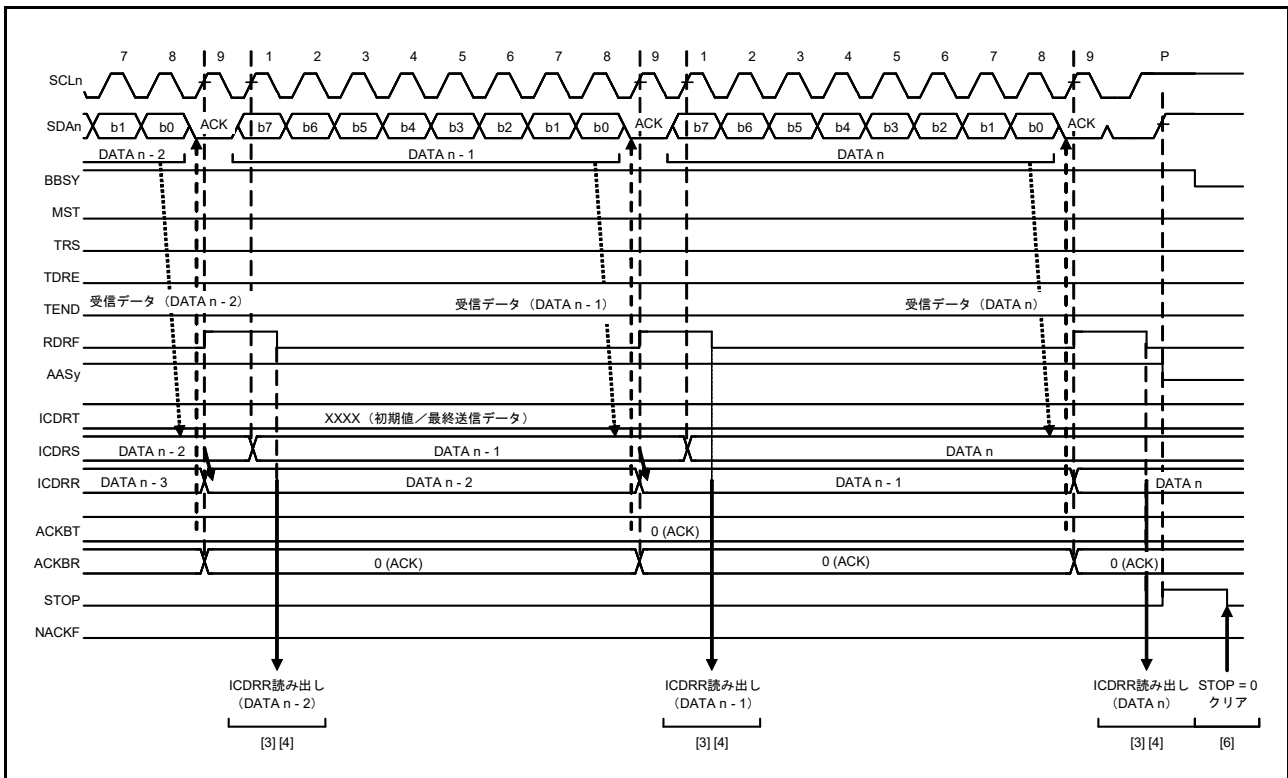 7 8 9 1 2 3 4 5 6 7 8 9 1 2 3 4 5 6 7 8 9 P
SCLn
SDAn b1 b0 ACK b7 b6 b5 b4 b3 b2 b1 b0 ACK b7 b6 b5 b4 b3 b2 b1 b0 ACK
DATA n - 2 DATA n - 1 DATA n
BBSY
MST
TRS
TDRE
受信データ（DATA n - 2） 受信データ（DATA n - 1） 受信データ（DATA n）
TEND
RDRF
AASy
ICDRT XXXX（初期値／最終送信データ）
ICDRS DATA n - 2 DATA n - 1 DATA n
ICDRR DATA n - 3 DATA n - 2 DATA n - 1 DATA n
ACKBT 0 (ACK)
ACKBR 0 (ACK) 0 (ACK) 0 (ACK)
STOP
NACKF
ICDRR読み出し ICDRR読み出し ICDRR読み出し STOP = 0
（DATA n - 2） （DATA n - 1） （DATA n） クリア
[3] [4] [3] [4] [3] [4] [6]